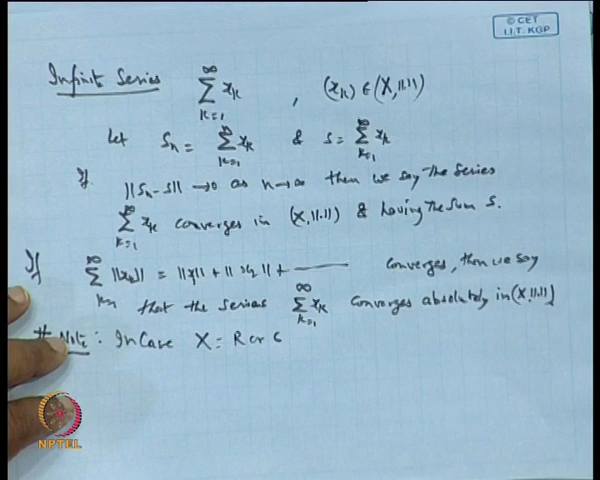 © CET
I.I.T. KGP
Infinite Series ∑_{k=1}^{∞} x_k , (x_k) ∈ (X, ||.||)
Let S_n = ∑_{k=1}^{n} x_k & S = ∑_{k=1}^{∞} x_k
If ||S_n - S|| → 0 as n → ∞ then we say the series
∑_{k=1}^{∞} x_k converges in (X, ||.||) & having the sum S.
If ∑_{k=1}^{∞} ||x_k|| = ||x_1|| + ||x_2|| + ——— converges, then we say
that the series ∑_{k=1}^{∞} x_k converges absolutely in (X, ||.||)
# Note : In Case X = R or C
NPTEL